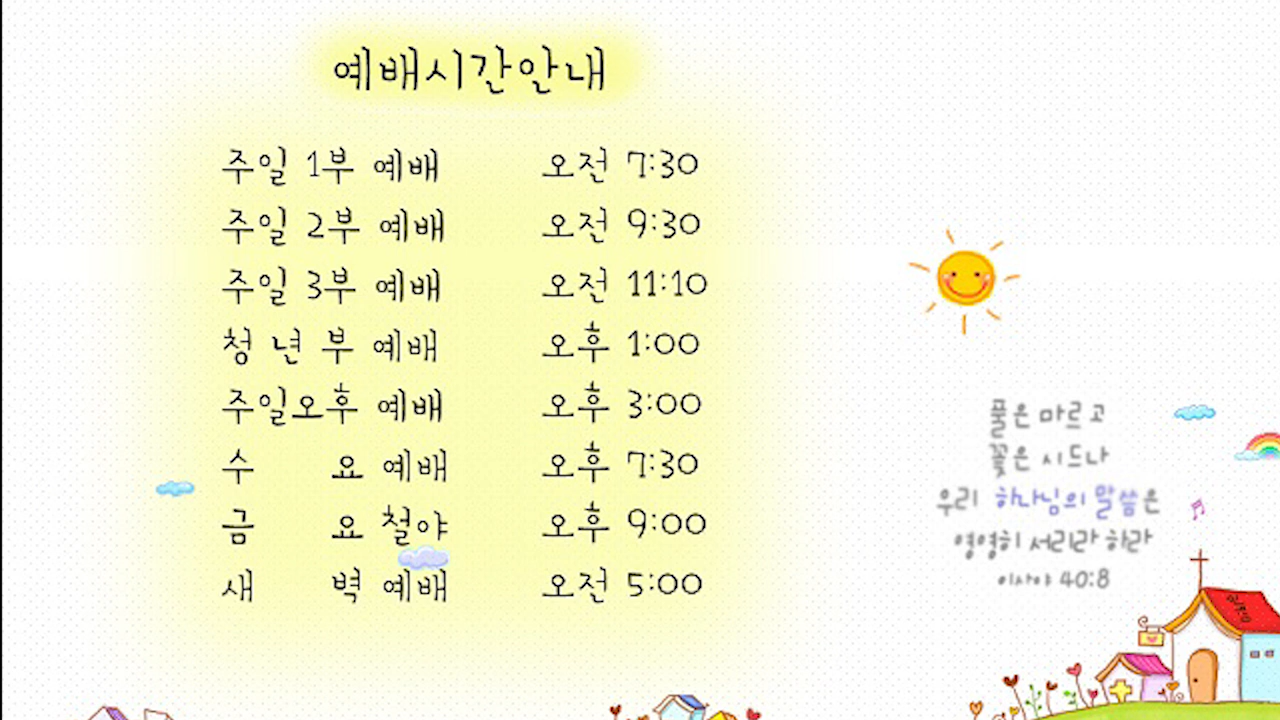 예배시간안내
주일 1부 예배 오전 7:30
주일 2부 예배 오전 9:30
주일 3부 예배 오전 11:10
청 년 부 예배 오후 1:00
주일오후 예배 오후 3:00
수 요 예배 오후 7:30
금 요 철야 오후 9:00
새 벽 예배 오전 5:00
풀은 마르고
꽃은 시드나
우리 하나님의 말씀은
영영히 서리라 하라
이사야 40:8